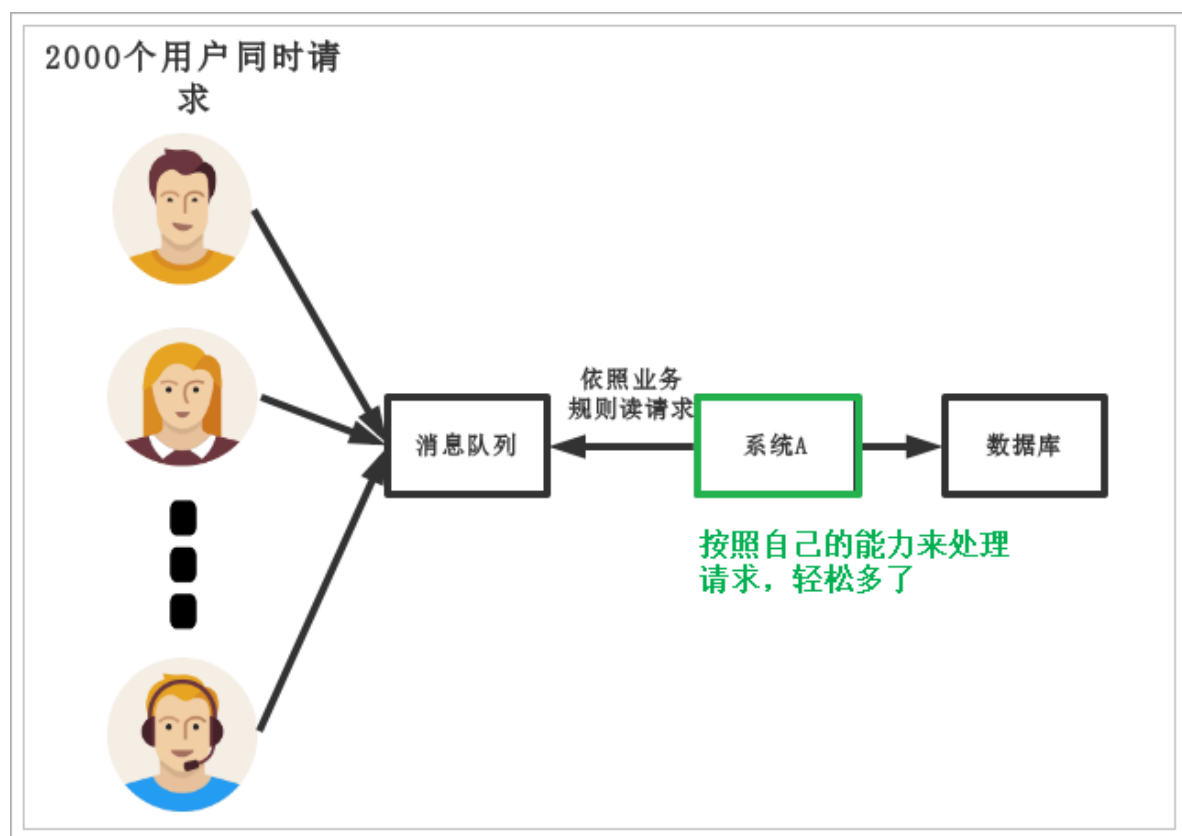 2000个用户同时请
求
依照业务
规则读请求
消息队列
系统A
数据库
按照自己的能力来处理
请求，轻松多了